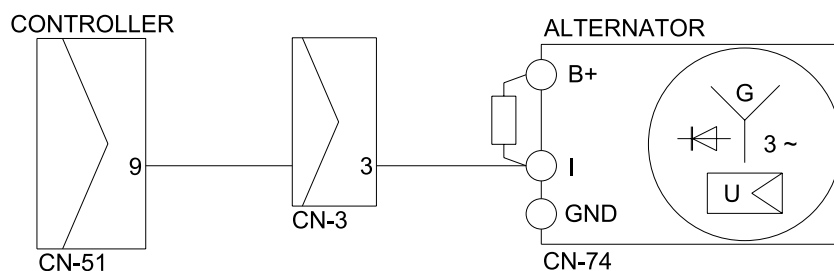 CONTROLLER
9
CN-51
3
CN-3
ALTERNATOR
B+
I
GND
G
3 ~
U
CN-74